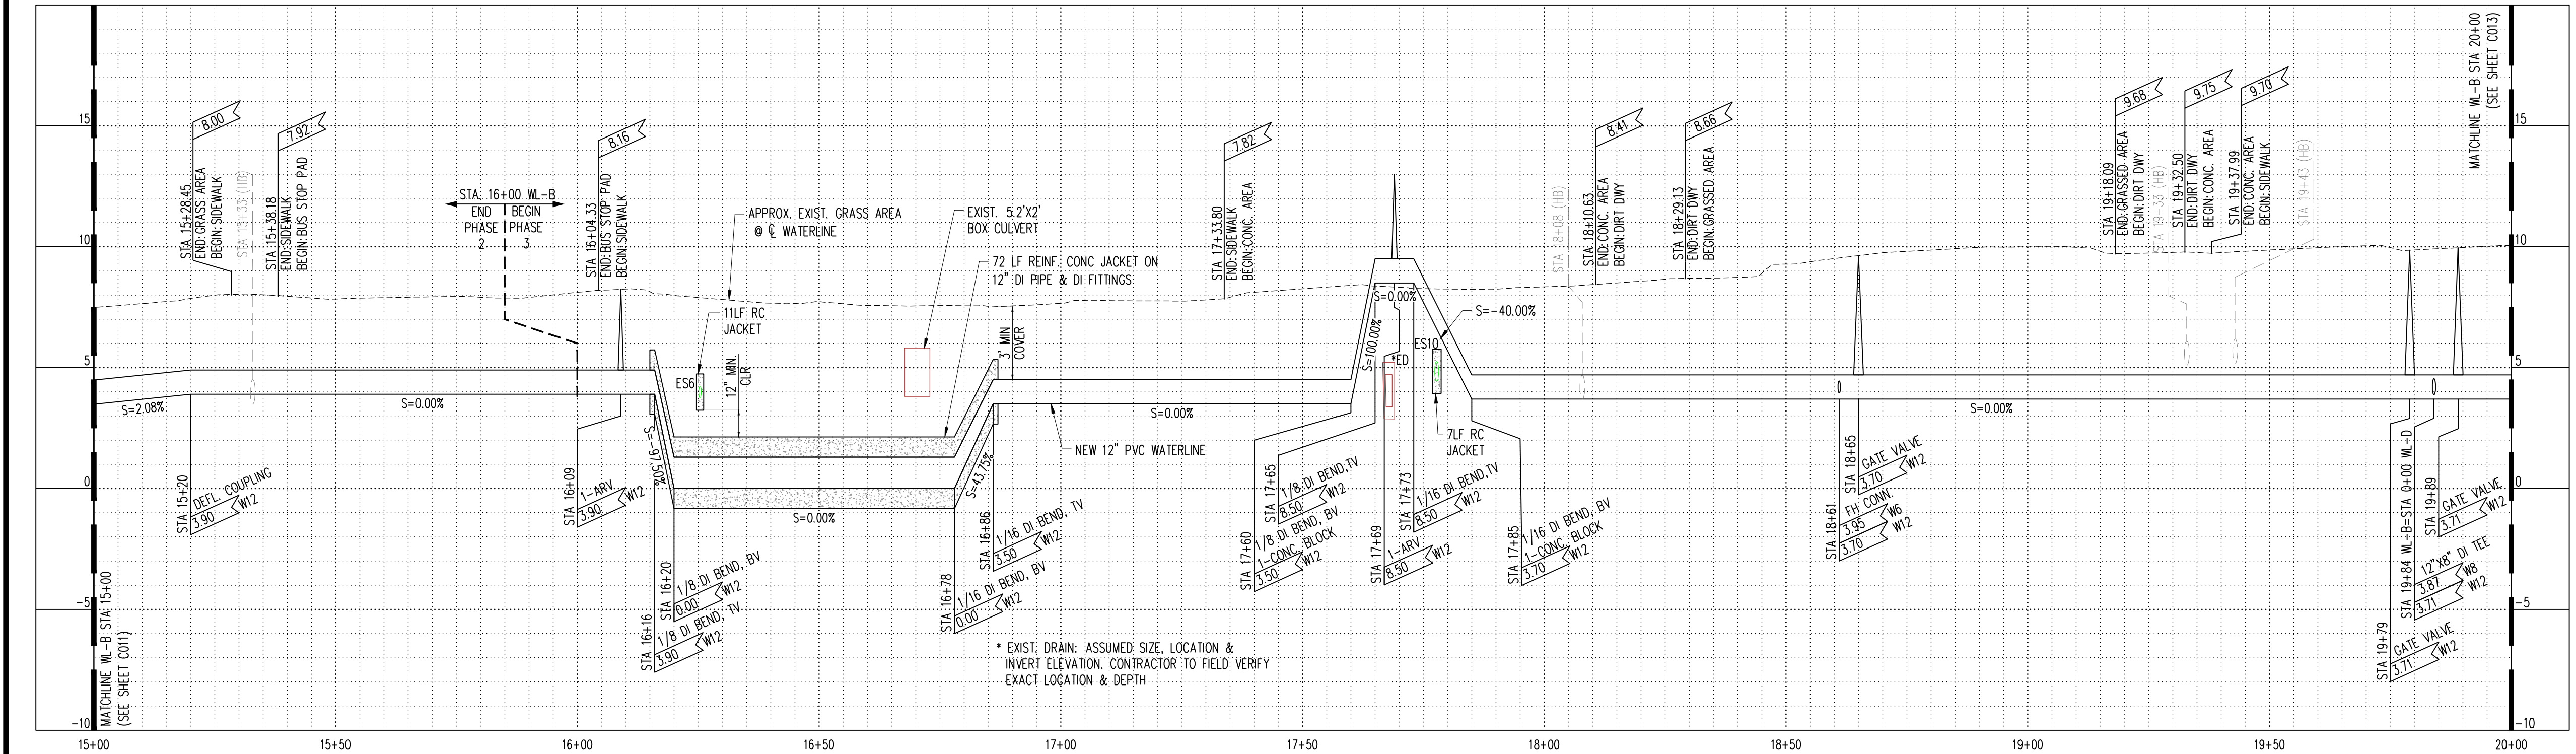 MATCHLINE WL-B STA 15+00
(SEE SHEET C011)
MATCHLINE WL-B STA 20+00
(SEE SHEET C013)
15
10
5
0
-5
-10
15
10
5
0
-5
-10
8.00
STA 15+28.45
END:GRASS AREA
BEGIN:SIDEWALK
STA 15+33 (HB)
7.92
STA 15+38.18
END:SIDEWALK
BEGIN:BUS STOP PAD
STA. 16+00 WL-B
END PHASE 2
BEGIN PHASE 3
8.16
STA 16+04.33
END:BUS STOP PAD
BEGIN:SIDEWALK
APPROX. EXIST. GRASS AREA
@ ℄ WATERLINE
EXIST. 5.2'X2'
BOX CULVERT
72 LF REINF. CONC JACKET ON
12" DI PIPE & DI FITTINGS
11LF RC
JACKET
ES6
12" MIN.
CLR
3' MIN
COVER
7.82
STA 17+33.80
END:SIDEWALK
BEGIN:CONC. AREA
8.41
STA 18+10.63
END:CONC. AREA
BEGIN:DIRT DWY
STA 18+08 (HB)
8.66
STA 18+29.13
END:DIRT DWY
BEGIN:GRASSED AREA
9.68
STA 19+18.09
END:GRASSED AREA
BEGIN:DIRT DWY
STA 19+33 (HB)
9.75
STA 19+32.50
END:DIRT DWY
BEGIN:CONC. AREA
9.70
STA 19+37.99
END:CONC. AREA
BEGIN:SIDEWALK
STA 19+43 (HB)
S=2.08%
S=0.00%
S=-97.50%
S=0.00%
S=43.75%
S=0.00%
S=100.00%
S=0.00%
S=-40.00%
S=0.00%
*ED
ES10
7LF RC
JACKET
NEW 12" PVC WATERLINE
STA 15+20
DEFL. COUPLING
3.90 W12
STA 16+09
1-ARV
3.90 W12
STA 16+16
1/8 DI BEND, TV
3.90 W12
STA 16+20
1/8 DI BEND, BV
0.00 W12
STA 16+78
1/16 DI BEND, BV
0.00 W12
STA 16+86
1/16 DI BEND, TV
3.50 W12
STA 17+60
1/8 DI BEND, BV
1-CONC. BLOCK
3.50 W12
STA 17+65
1/8 DI BEND,TV
8.50 W12
STA 17+69
1-ARV
8.50 W12
STA 17+73
1/16 DI BEND,TV
8.50 W12
STA 17+85
1/16 DI BEND, BV
1-CONC. BLOCK
3.70 W12
STA 18+61
FH CONN.
3.95 W6
3.70 W12
STA 18+65
GATE VALVE
3.70 W12
STA 19+79
GATE VALVE
3.71 W12
STA 19+84 WL-B=STA 0+00 WL-D
12"X8" DI TEE
3.87 W8
3.71 W12
STA 19+89
GATE VALVE
3.71 W12
* EXIST. DRAIN: ASSUMED SIZE, LOCATION &
INVERT ELEVATION. CONTRACTOR TO FIELD VERIFY
EXACT LOCATION & DEPTH
15+00
15+50
16+00
16+50
17+00
17+50
18+00
18+50
19+00
19+50
20+00